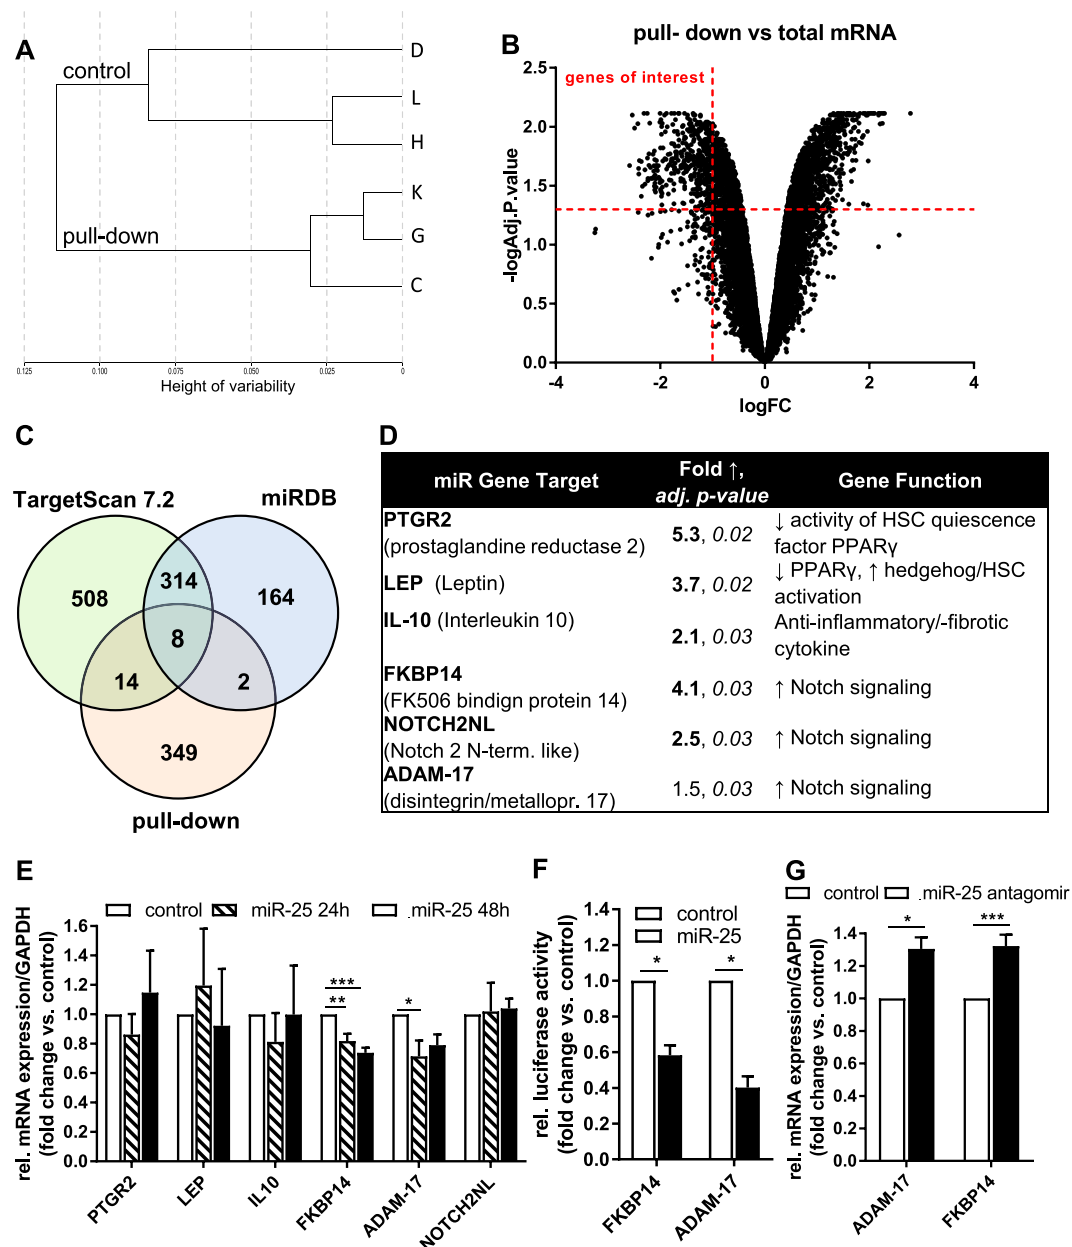 A
control
pull-down
D
L
H
K
G
C
0.125
0.100
0.075
0.050
0.025
0
Height of variability
B
pull- down vs total mRNA
genes of interest
-logAdj.P.value
2.5
2.0
1.5
1.0
0.5
0.0
-4
-2
0
2
4
logFC
C
TargetScan 7.2
miRDB
508
314
164
8
14
2
349
pull-down
D
miR Gene Target
Fold ↑,
adj. p-value
Gene Function
PTGR2
(prostaglandine reductase 2)
5.3, 0.02
↓ activity of HSC quiescence
factor PPARγ
LEP (Leptin)
3.7, 0.02
↓ PPARγ, ↑ hedgehog/HSC
activation
IL-10 (Interleukin 10)
2.1, 0.03
Anti-inflammatory/-fibrotic
cytokine
FKBP14
(FK506 bindign protein 14)
4.1, 0.03
↑ Notch signaling
NOTCH2NL
(Notch 2 N-term. like)
2.5, 0.03
↑ Notch signaling
ADAM-17
(disintegrin/metallopr. 17)
1.5, 0.03
↑ Notch signaling
E
control
miR-25 24h
miR-25 48h
rel. mRNA expression/GAPDH
(fold change vs. control)
1.6
1.4
1.2
1.0
0.8
0.6
0.4
0.2
0.0
***
**
*
PTGR2
LEP
IL10
FKBP14
ADAM-17
NOTCH2NL
F
control
miR-25
rel. luciferase activity
(fold change vs. control)
1.4
1.2
1.0
0.8
0.6
0.4
0.2
0.0
*
*
FKBP14
ADAM-17
G
control
miR-25 antagomir
rel. mRNA expression/GAPDH
(fold change vs. control)
1.4
1.2
1.0
0.8
0.6
0.4
0.2
0.0
*
***
ADAM-17
FKBP14